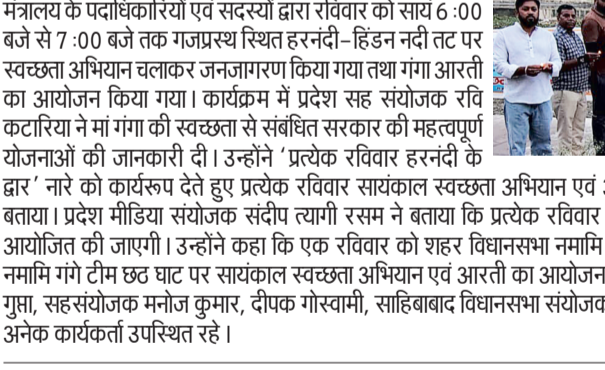 मंत्रालय के पदाधिकारियों एवं सदस्यों द्वारा रविवार को सायं 6 :00
बजे से 7 :00 बजे तक गजप्रस्थ स्थित हरनंदी-हिंडन नदी तट पर
स्वच्छता अभियान चलाकर जनजागरण किया गया तथा गंगा आरती
का आयोजन किया गया। कार्यक्रम में प्रदेश सह संयोजक रवि
कटारिया ने मां गंगा की स्वच्छता से संबंधित सरकार की महत्वपूर्ण
योजनाओं की जानकारी दी। उन्होंने ‘प्रत्येक रविवार हरनंदी के
द्वार’ नारे को कार्यरूप देते हुए प्रत्येक रविवार सायंकाल स्वच्छता अभियान एवं
बताया। प्रदेश मीडिया संयोजक संदीप त्यागी रसम ने बताया कि प्रत्येक रविवार
आयोजित की जाएगी। उन्होंने कहा कि एक रविवार को शहर विधानसभा नमामि
नमामि गंगे टीम छठ घाट पर सायंकाल स्वच्छता अभियान एवं आरती का आयोजन
गुप्ता, सहसंयोजक मनोज कुमार, दीपक गोस्वामी, साहिबाबाद विधानसभा संयोजक
अनेक कार्यकर्ता उपस्थित रहे।